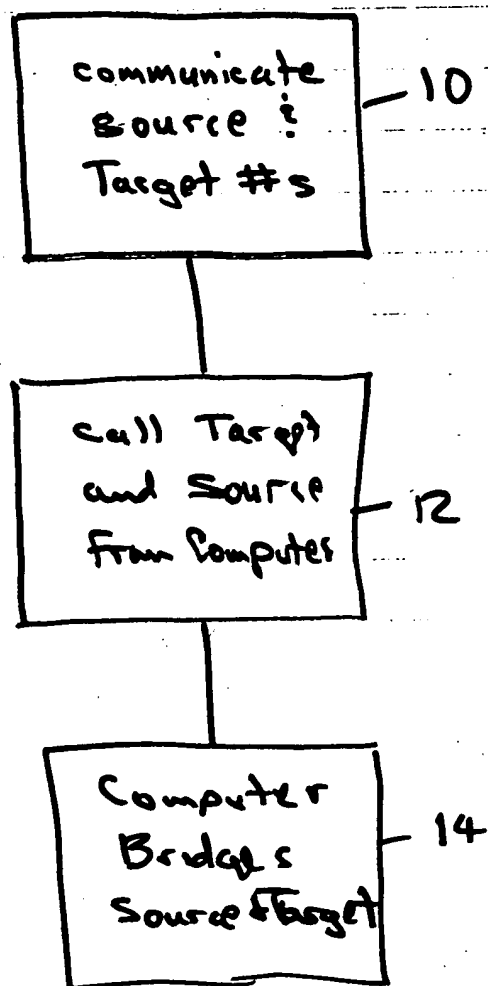 communicate
source &
Target #s
10
call Target
and Source
from Computer
12
Computer
Bridges
Source & Target
14